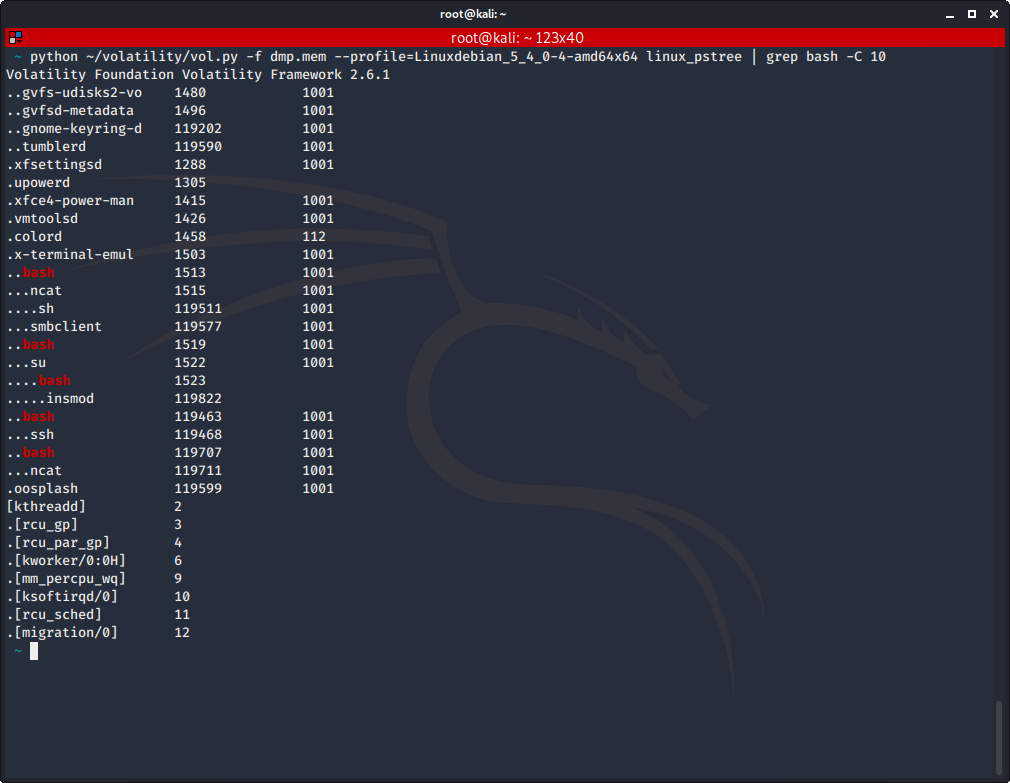 root@kali: ~
root@kali: ~ 123x40
~ python ~/volatility/vol.py -f dmp.mem --profile=Linuxdebian_5_4_0-4-amd64x64 linux_pstree | grep bash -C 10
Volatility Foundation Volatility Framework 2.6.1
..gvfs-udisks2-vo    1480            1001
..gvfsd-metadata     1496            1001
..gnome-keyring-d    119202          1001
..tumblerd           119590          1001
.xfsettingsd         1288            1001
.upowerd             1305
.xfce4-power-man     1415            1001
.vmtoolsd            1426            1001
.colord              1458            112
.x-terminal-emul     1503            1001
..bash               1513            1001
...ncat              1515            1001
....sh               119511          1001
...smbclient         119577          1001
..bash               1519            1001
...su                1522            1001
....bash             1523
.....insmod          119822
..bash               119463          1001
...ssh               119468          1001
..bash               119707          1001
...ncat              119711          1001
.oosplash            119599          1001
[kthreadd]           2
.[rcu_gp]            3
.[rcu_par_gp]        4
.[kworker/0:0H]      6
.[mm_percpu_wq]      9
.[ksoftirqd/0]       10
.[rcu_sched]         11
.[migration/0]       12
~